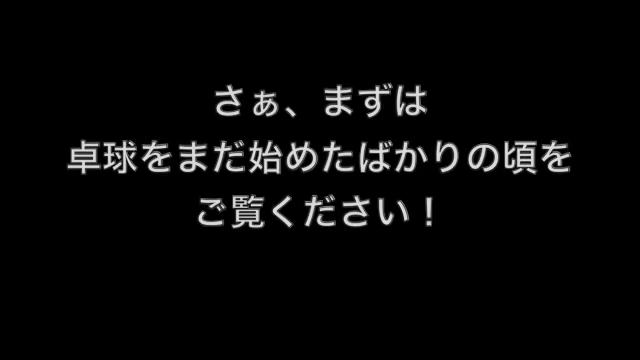 さぁ、まずは
卓球をまだ始めたばかりの頃を
ご覧ください！